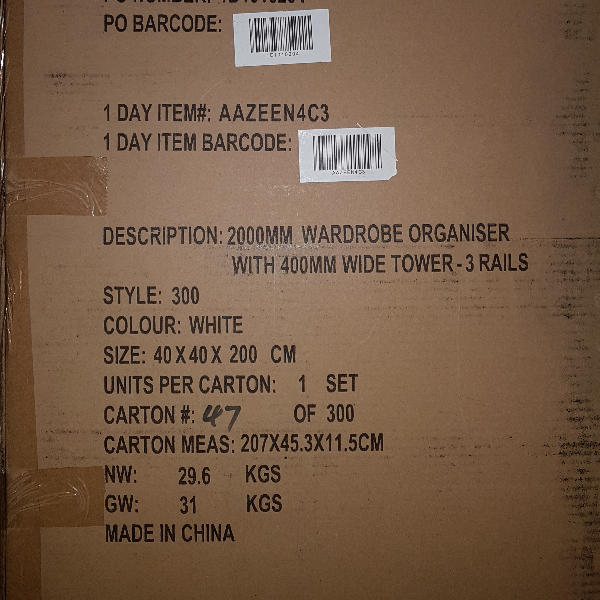 PO BARCODE:
1 DAY ITEM#: AAZEEN4C3
1 DAY ITEM BARCODE:
AAZEEN4C3
DESCRIPTION: 2000MM WARDROBE ORGANISER
WITH 400MM WIDE TOWER - 3 RAILS
STYLE: 300
COLOUR: WHITE
SIZE: 40 X 40 X 200 CM
UNITS PER CARTON: 1 SET
CARTON #: 47 OF 300
CARTON MEAS: 207X45.3X11.5CM
NW: 29.6 KGS
GW: 31 KGS
MADE IN CHINA